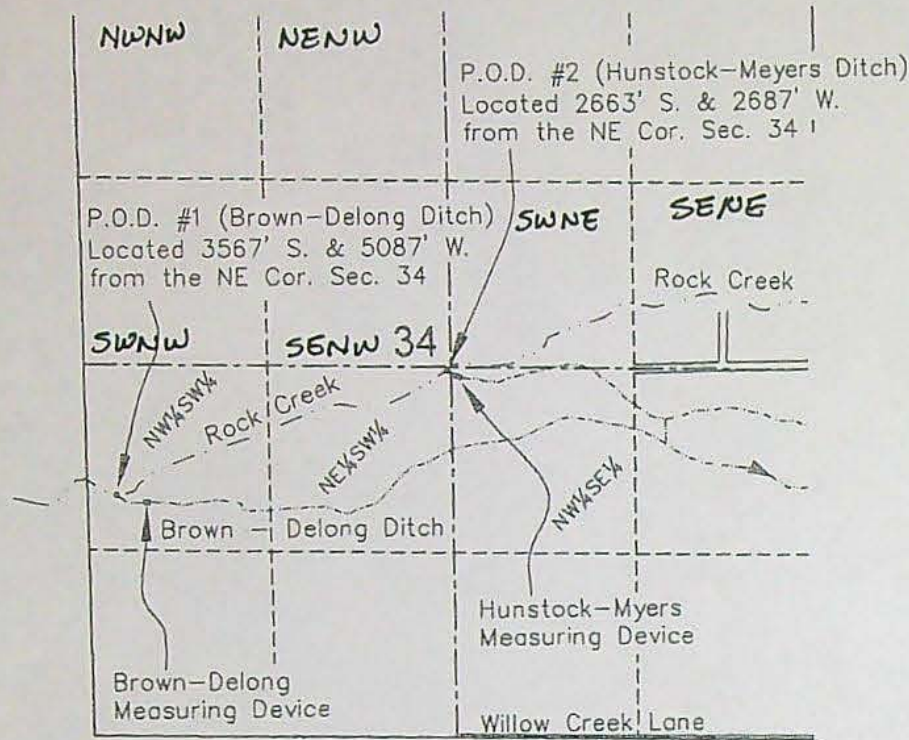 NWNW
NENW
P.O.D. #2 (Hunstock-Meyers Ditch)
Located 2663' S. & 2687' W.
from the NE Cor. Sec. 34
P.O.D. #1 (Brown-Delong Ditch)
Located 3567' S. & 5087' W.
from the NE Cor. Sec. 34
SWNE
SENE
Rock Creek
SWNW
SENW 34
NW¼SW¼
Rock Creek
NE¼SW¼
NW¼SE¼
Brown - Delong Ditch
Hunstock-Myers
Measuring Device
Brown-Delong
Measuring Device
Willow Creek Lane